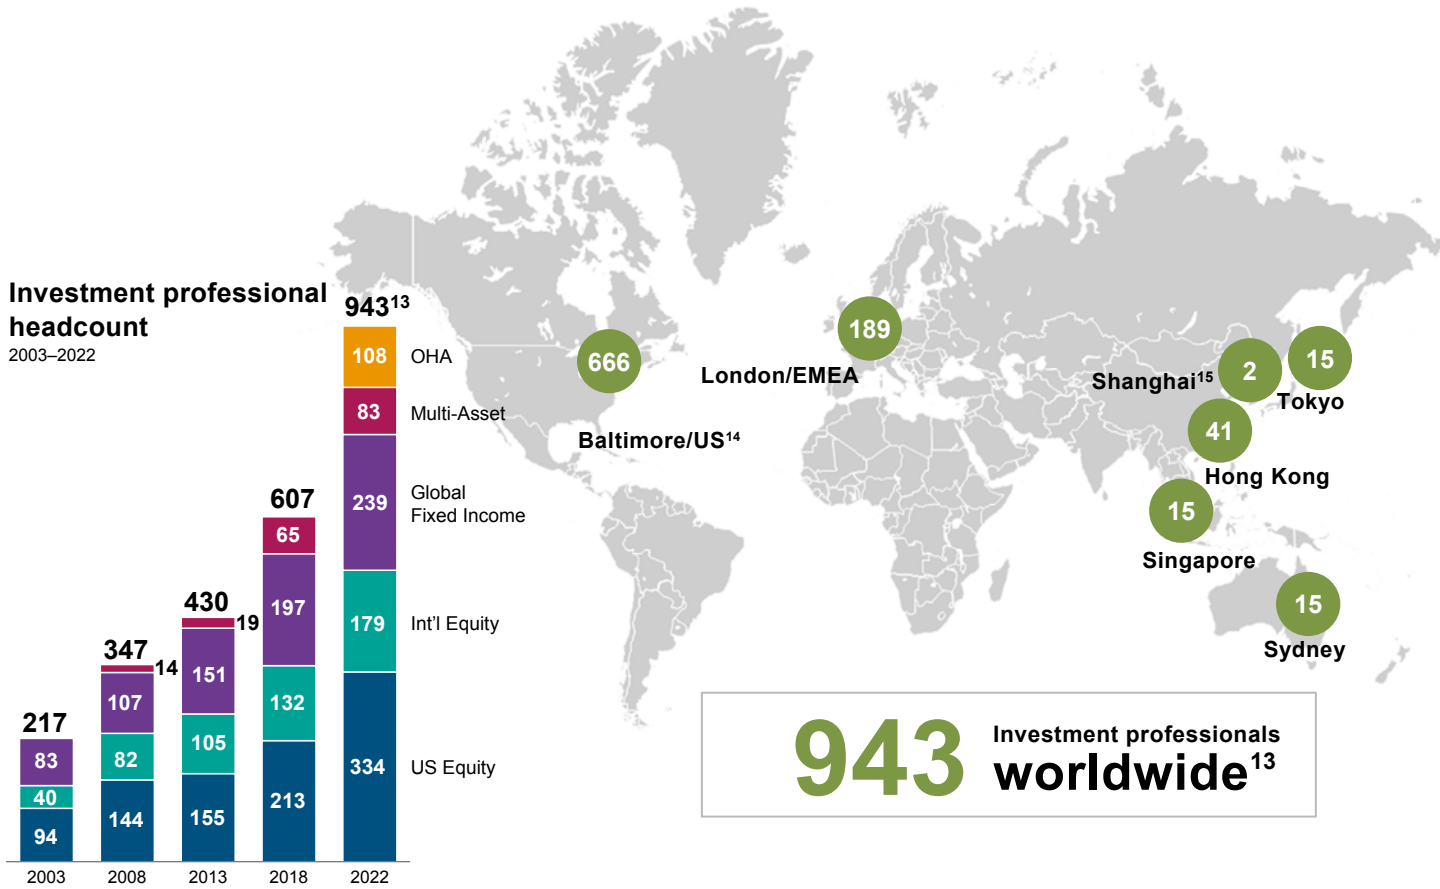 Investment professional
headcount
2003–2022
217
83
40
94
2003
347
14
107
82
144
2008
430
19
151
105
155
2013
607
65
197
132
213
2018
943¹³
108
83
239
179
334
2022
OHA
Multi-Asset
Global
Fixed Income
Int’l Equity
US Equity
666
Baltimore/US¹⁴
189
London/EMEA
2
Shanghai¹⁵
15
Tokyo
41
Hong Kong
15
Singapore
15
Sydney
943
Investment professionals
worldwide¹³